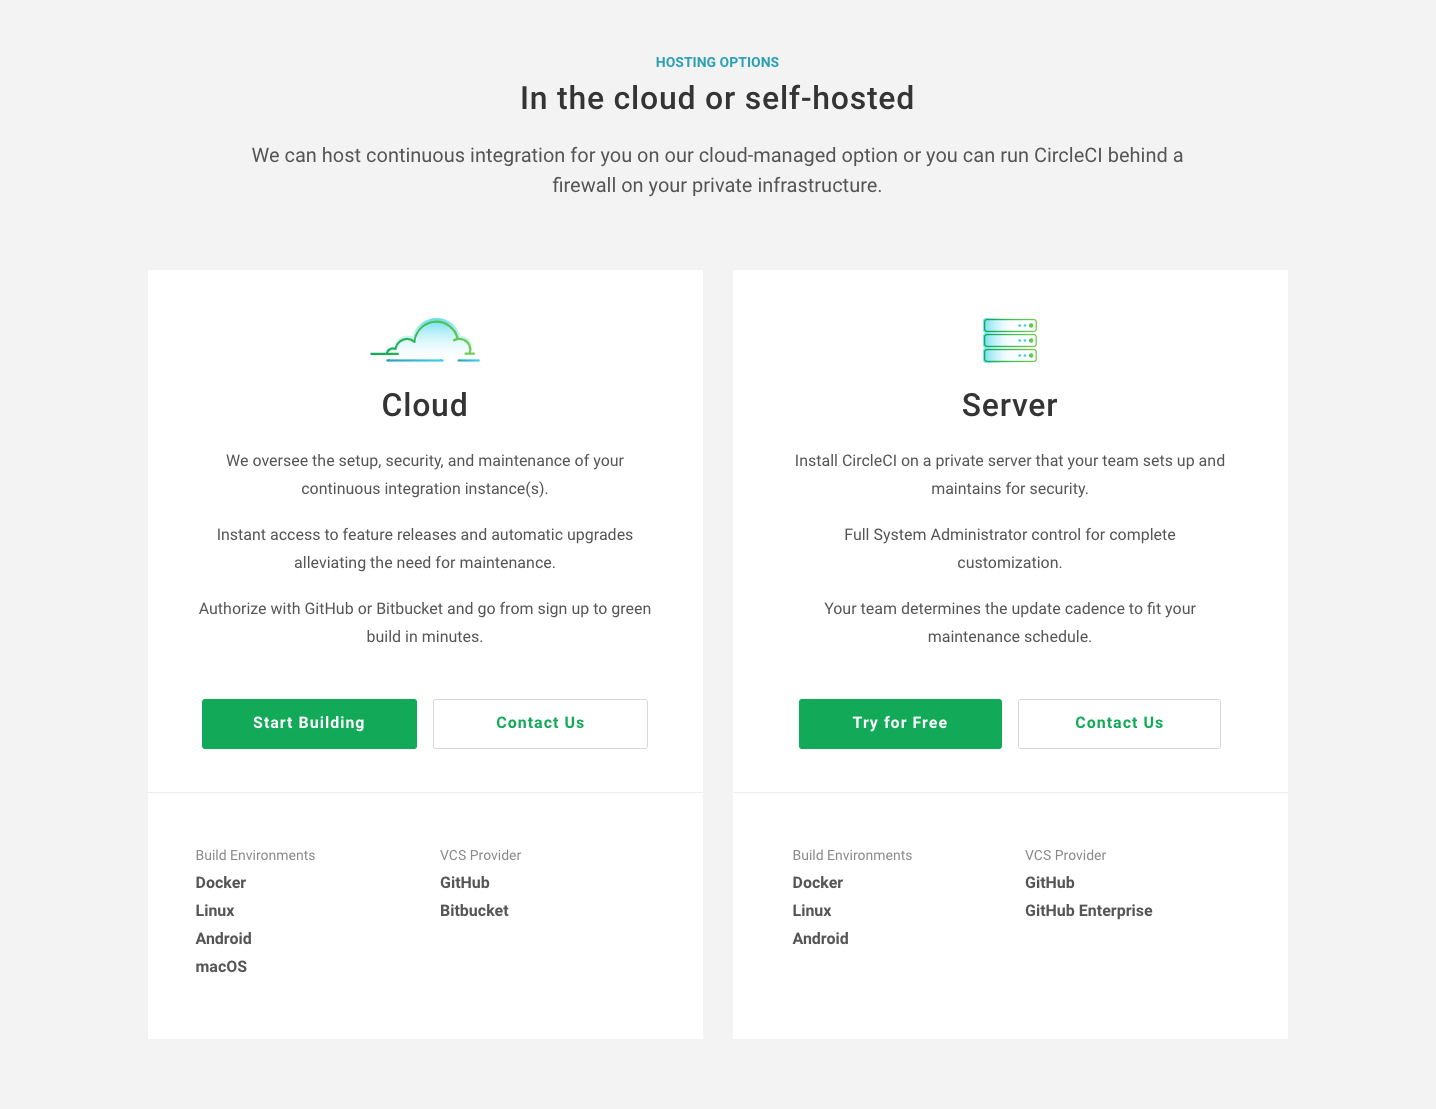 HOSTING OPTIONS
In the cloud or self-hosted
We can host continuous integration for you on our cloud-managed option or you can run CircleCI behind a
firewall on your private infrastructure.
Cloud
We oversee the setup, security, and maintenance of your
continuous integration instance(s).
Instant access to feature releases and automatic upgrades
alleviating the need for maintenance.
Authorize with GitHub or Bitbucket and go from sign up to green
build in minutes.
Start Building
Contact Us
Build Environments
Docker
Linux
Android
macOS
VCS Provider
GitHub
Bitbucket
Server
Install CircleCI on a private server that your team sets up and
maintains for security.
Full System Administrator control for complete
customization.
Your team determines the update cadence to fit your
maintenance schedule.
Try for Free
Contact Us
Build Environments
Docker
Linux
Android
VCS Provider
GitHub
GitHub Enterprise